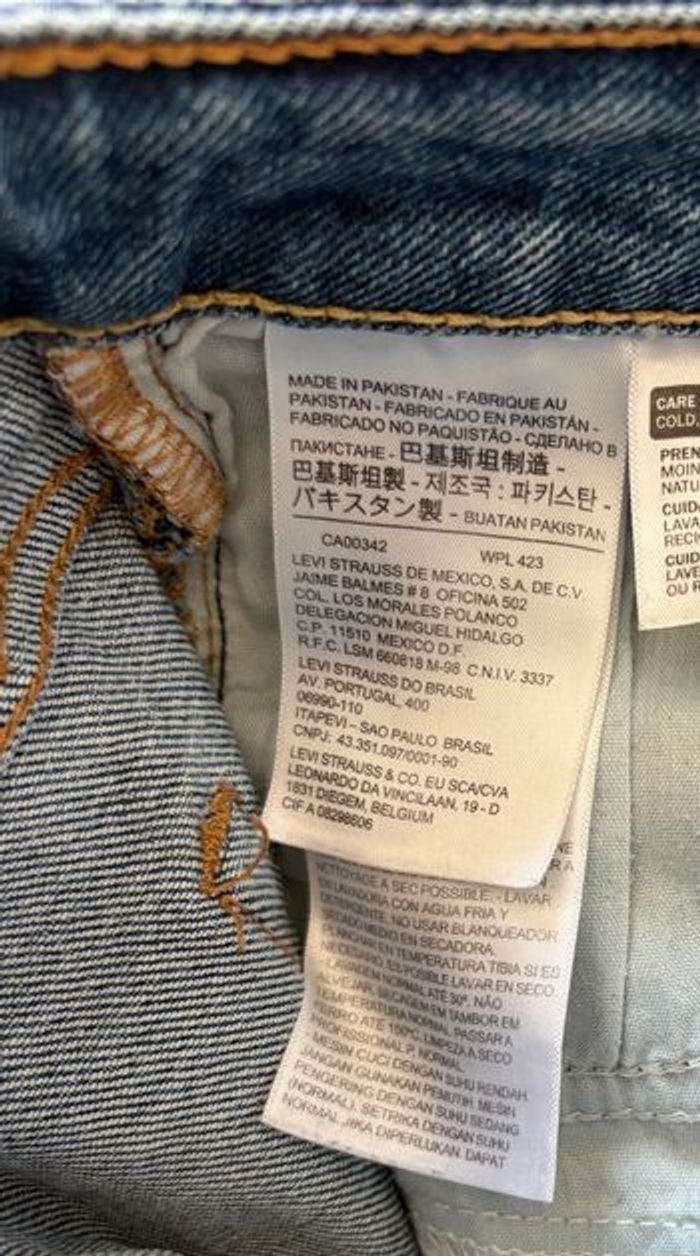 MADE IN PAKISTAN - FABRIQUE AU
PAKISTAN - FABRICADO EN PAKISTÁN -
FABRICADO NO PAQUISTÃO - СДЕЛАНО В
ПАКИСТАНЕ - 巴基斯坦制造 -
巴基斯坦製 - 제조국 : 파키스탄 -
パキスタン製 - BUATAN PAKISTAN
CA00342 WPL 423
LEVI STRAUSS DE MEXICO, S.A. DE C.V.
JAIME BALMES # 8 OFICINA 502
COL. LOS MORALES POLANCO
DELEGACION MIGUEL HIDALGO
C.P. 11510 MEXICO D.F.
R.F.C. LSM 660818 M-98 C.N.I.V. 3337
LEVI STRAUSS DO BRASIL
AV. PORTUGAL, 400
06990-110
ITAPEVI – SAO PAULO BRASIL
CNPJ: 43.351.097/0001-90
LEVI STRAUSS & CO. EU SCA/CVA
LEONARDO DA VINCILAAN, 19 - D
1831 DIEGEM, BELGIUM
CIF A 08298606
NETTOYAGE A SEC POSSIBLE. - LAVAR
EN LAVADORA CON AGUA FRIA Y
DETERGENTE. NO USAR BLANQUEADOR
SECADO MEDIO EN SECADORA.
PLANCHAR EN TEMPERATURA TIBIA SI ES
NECESARIO. ES POSIBLE LAVAR EN SECO
- LAVAGEM NORMAL ATÉ 30º. NÃO
ALVEJAR. SECAGEM EM TAMBOR EM
TEMPERATURA NORMAL. PASSAR A
FERRO ATÉ 150ºC. LIMPEZA A SECO
PROFISSIONAL P. NORMAL.
MESIN CUCI DENGAN SUHU RENDAH.
JANGAN GUNAKAN PEMUTIH. MESIN
PENGERING DENGAN SUHU SEDANG
(NORMAL). SETRIKA DENGAN SUHU
NORMAL JIKA DIPERLUKAN. DAPAT
CARE
COLD,
PREN
MOIN
NATU
CUID
LAVA
RECI
CUID
LAVE
OU R